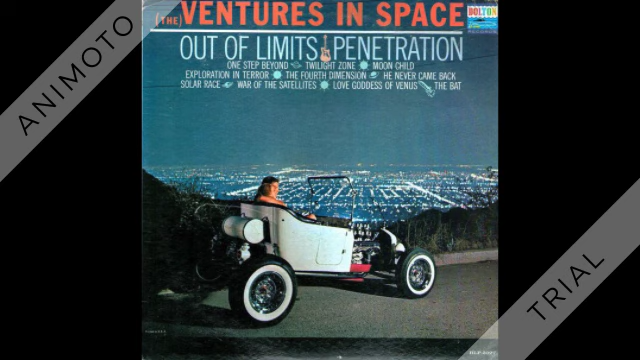 ANIMOTO
(THE) VENTURES IN SPACE
DOLTON
OUT OF LIMITS PENETRATION
ONE STEP BEYOND TWILIGHT ZONE MOON CHILD
EXPLORATION IN TERROR THE FOURTH DIMENSION HE NEVER CAME BACK
SOLAR RACE WAR OF THE SATELLITES LOVE GODDESS OF VENUS THE BAT
TRIAL